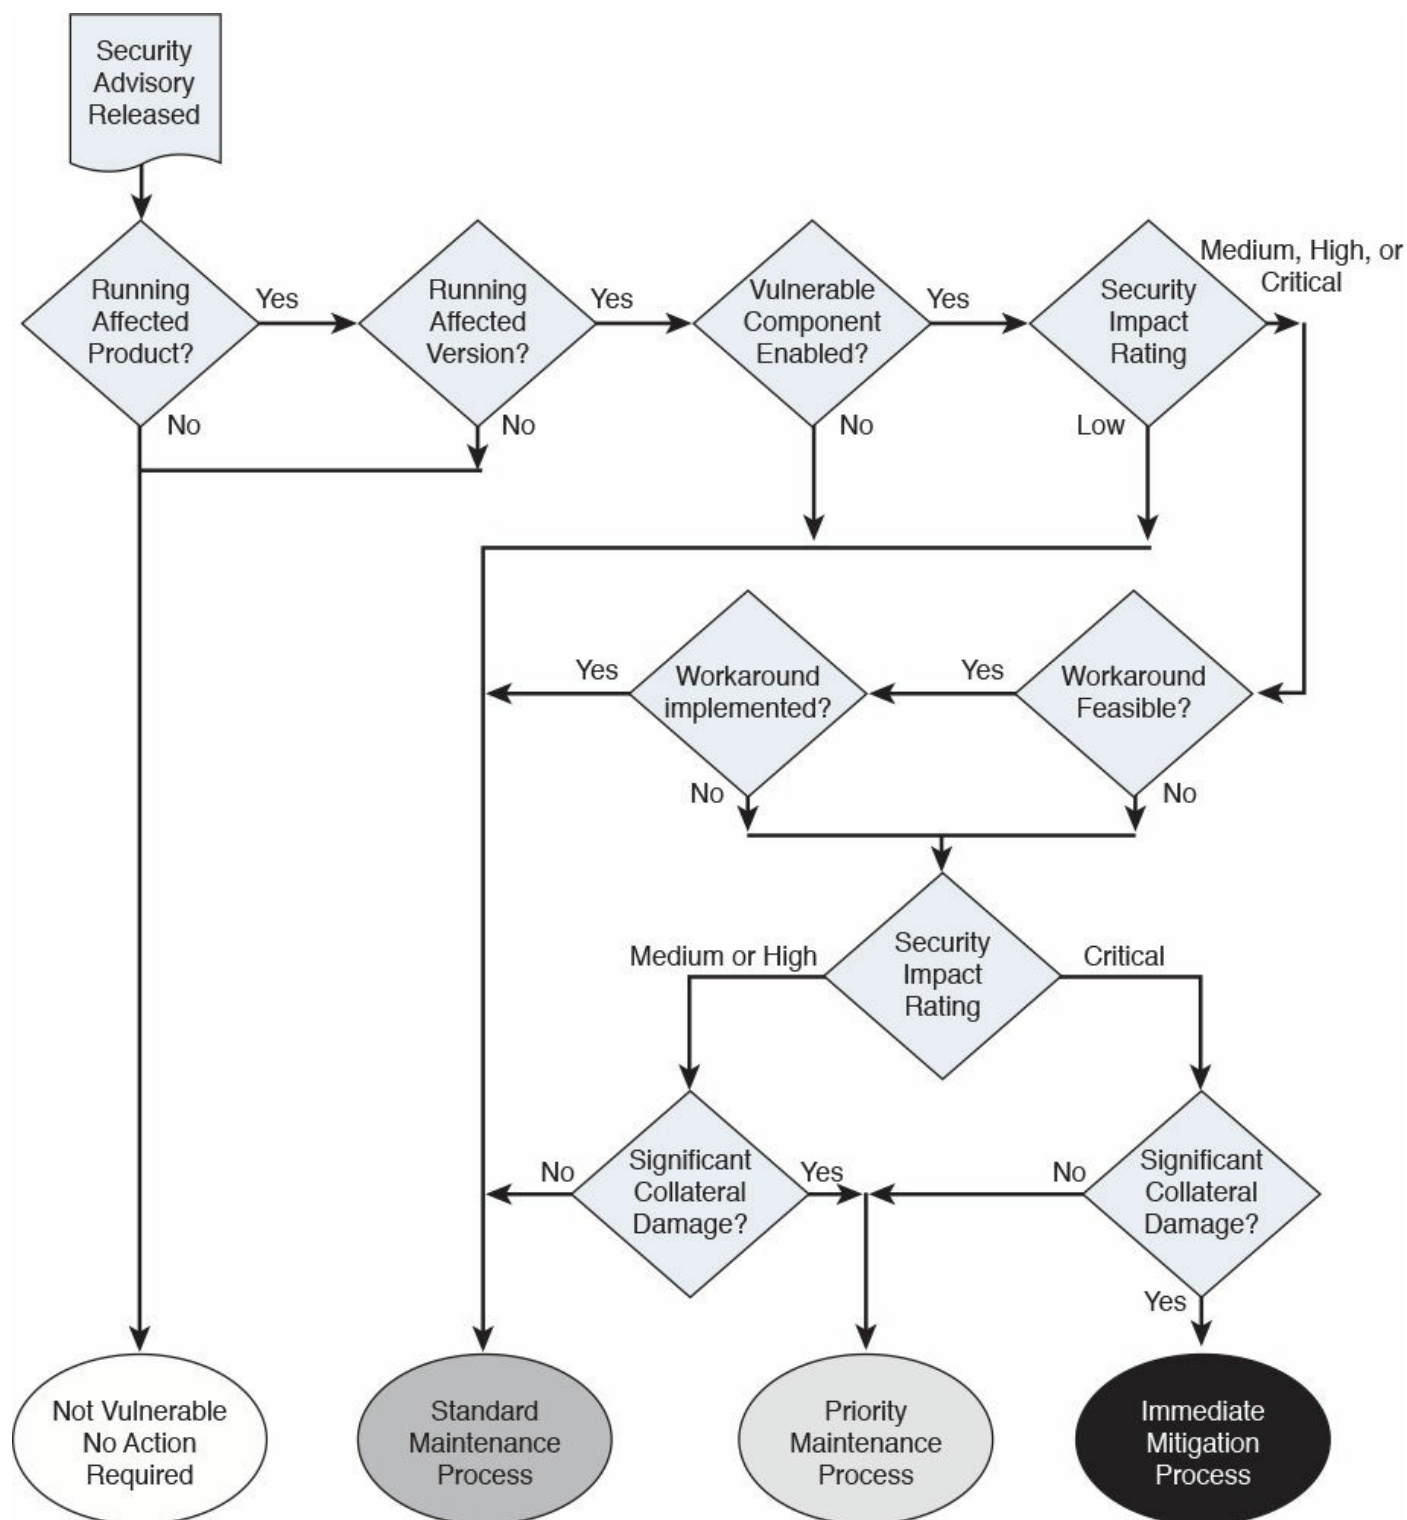 Security
Advisory
Released
Running
Affected
Product?
Yes
Running
Affected
Version?
Yes
Vulnerable
Component
Enabled?
Yes
Security
Impact
Rating
Medium, High, or
Critical
No
No
No
Low
Yes
Workaround
implemented?
Yes
Workaround
Feasible?
No
No
Medium or High
Security
Impact
Rating
Critical
No
Significant
Collateral
Damage?
Yes
No
Significant
Collateral
Damage?
Yes
Not Vulnerable
No Action
Required
Standard
Maintenance
Process
Priority
Maintenance
Process
Immediate
Mitigation
Process